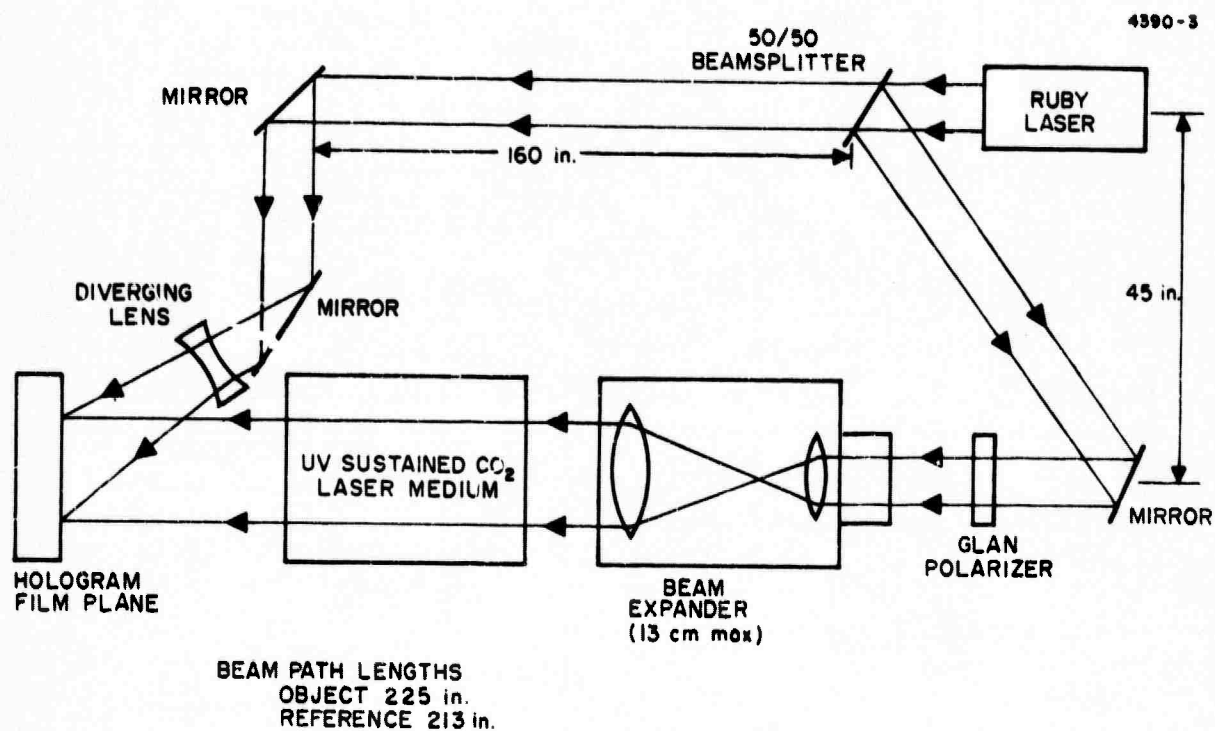 4390-3
50/50
BEAMSPLITTER
MIRROR
RUBY
LASER
160 in.
45 in.
DIVERGING
LENS
MIRROR
UV SUSTAINED CO2
LASER MEDIUM
MIRROR
GLAN
POLARIZER
HOLOGRAM
FILM PLANE
BEAM
EXPANDER
(13 cm max)
BEAM PATH LENGTHS
OBJECT 225 in.
REFERENCE 213 in.